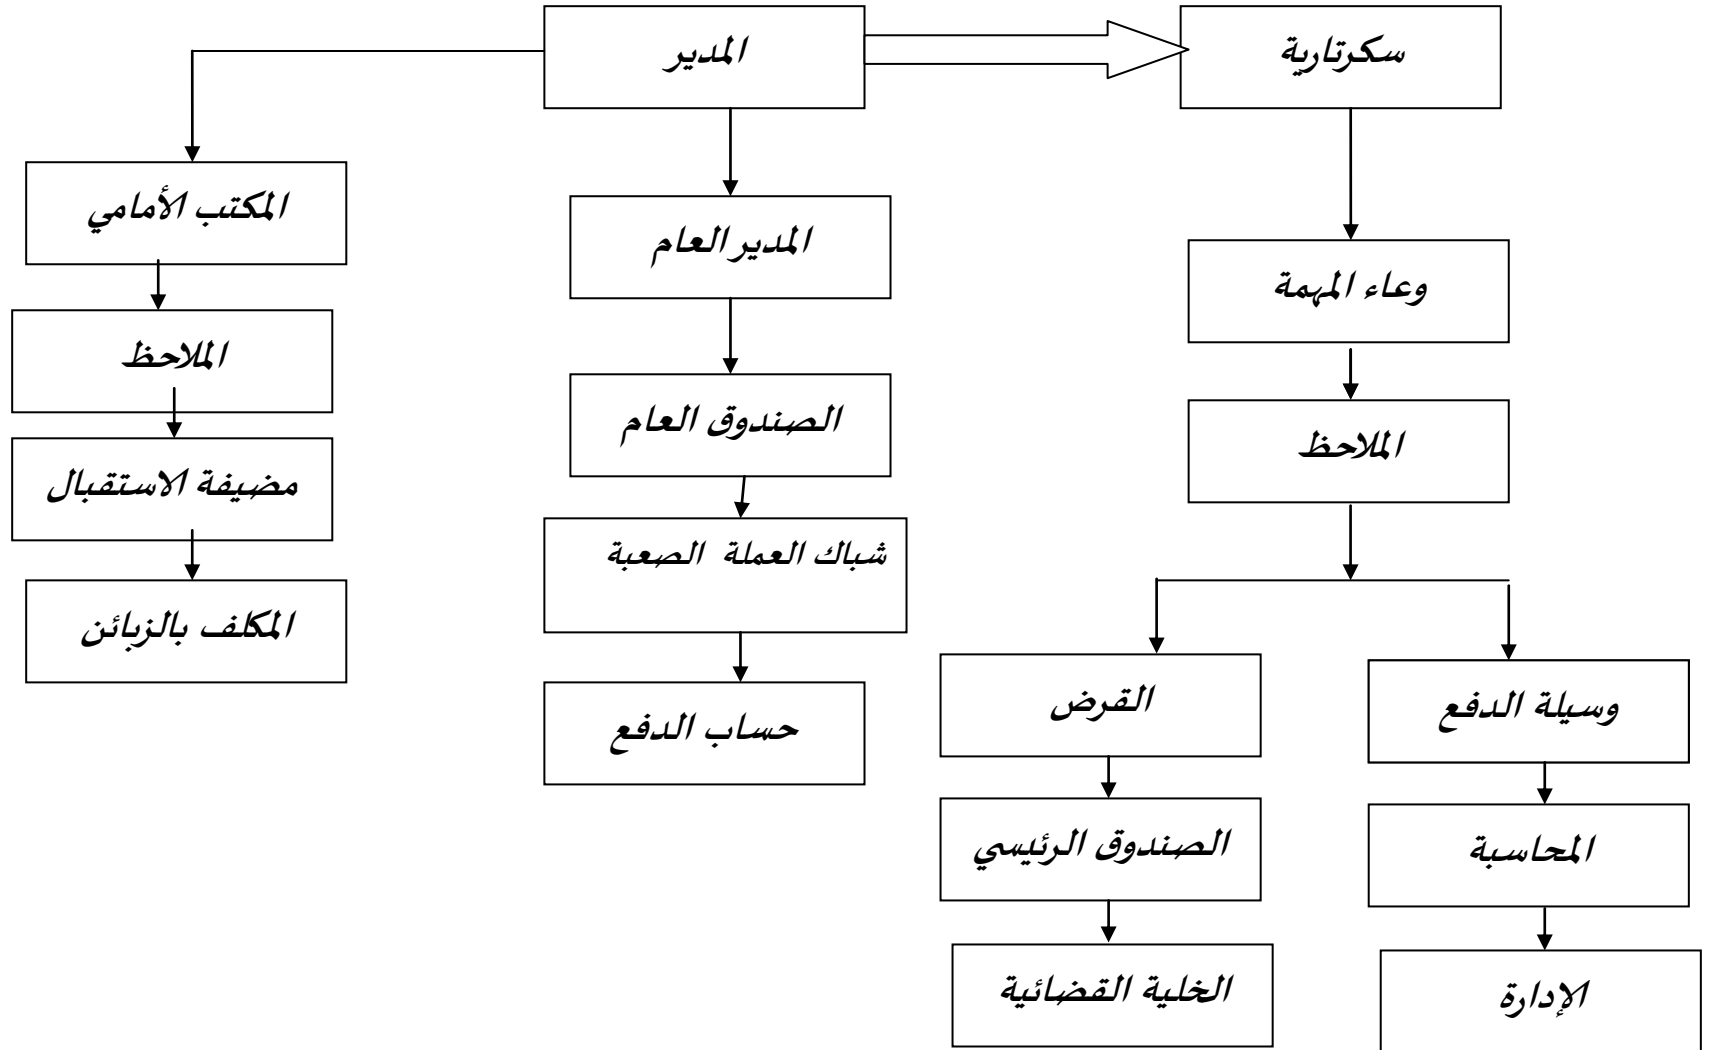 سكرتارية
المدير
المكتب الأمامي
المدير العام
وعاء المهمة
الملاحظ
الصندوق العام
الملاحظ
مضيفة الاستقبال
شباك العملة الصعبة
المكلف بالزبائن
وسيلة الدفع
القرض
حساب الدفع
المحاسبة
الصندوق الرئيسي
الإدارة
الخلية القضائية